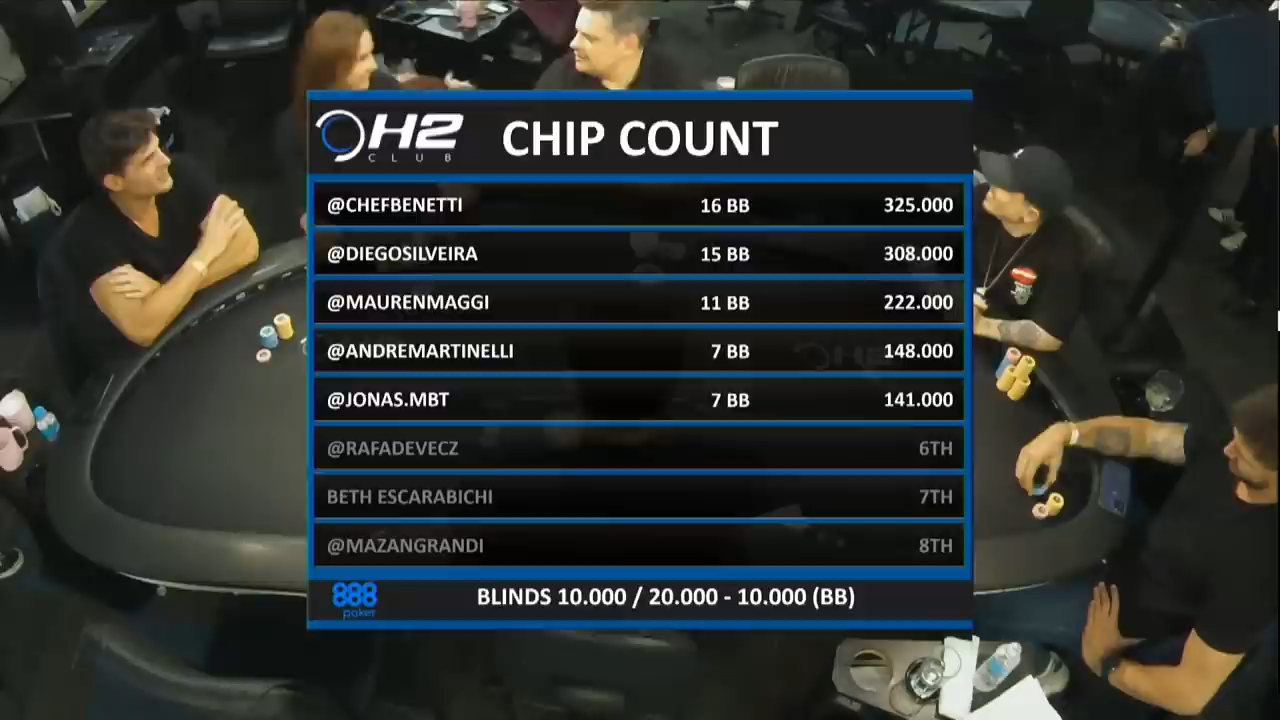 H2 CLUB CHIP COUNT
@CHEFBENETTI 16 BB 325.000
@DIEGOSILVEIRA 15 BB 308.000
@MAURENMAGGI 11 BB 222.000
@ANDREMARTINELLI 7 BB 148.000
@JONAS.MBT 7 BB 141.000
@RAFADEVECZ 6TH
BETH ESCARABICHI 7TH
@MAZANGRANDI 8TH
888 poker BLINDS 10.000 / 20.000 - 10.000 (BB)